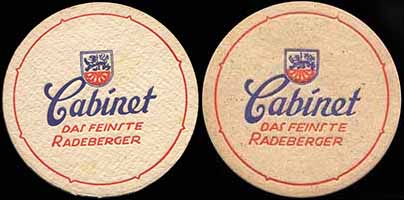 Cabinet
DAS FEINSTE
RADEBERGER
Cabinet
DAS FEINSTE
RADEBERGER